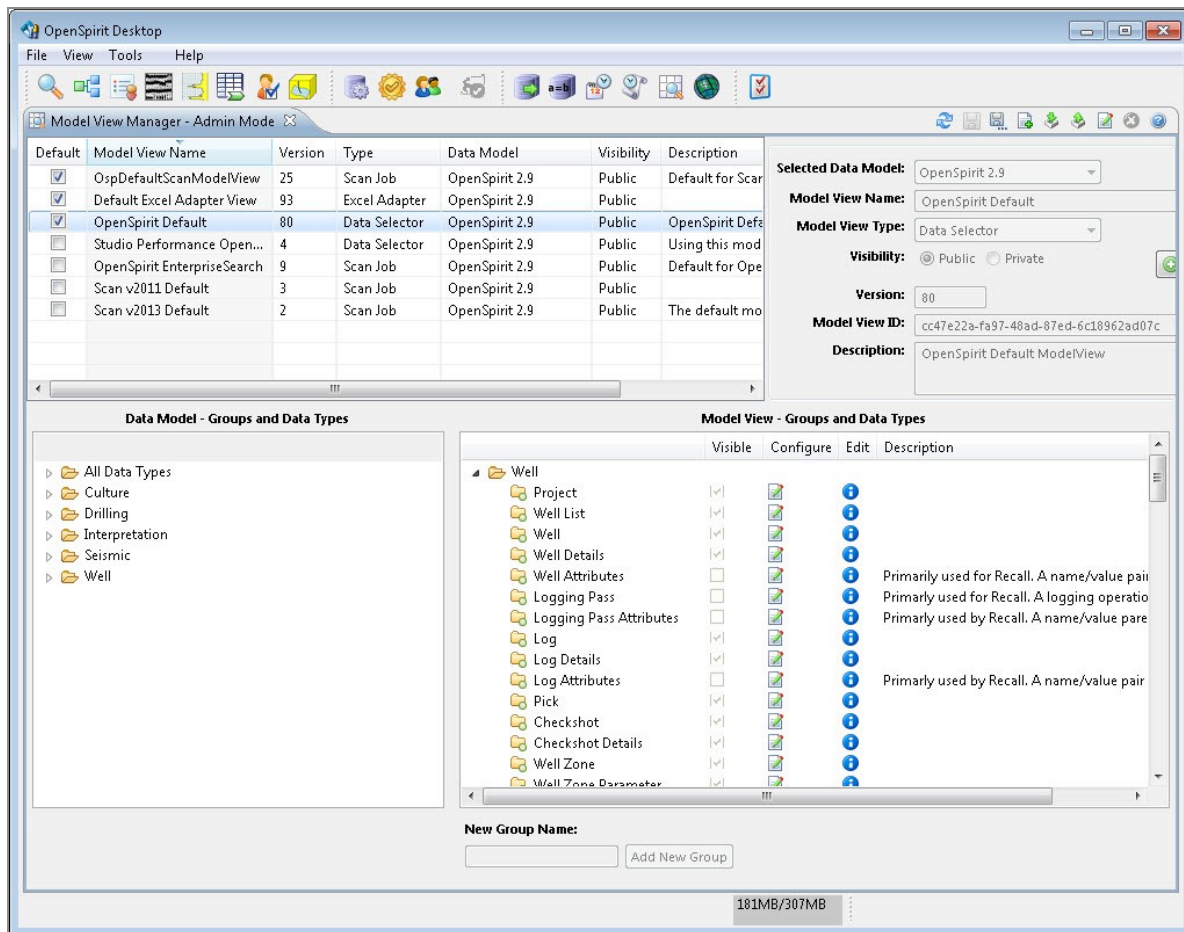 OpenSpirit Desktop
File View Tools Help
a=b
12
Model View Manager - Admin Mode
Default Model View Name Version Type Data Model Visibility Description
OspDefaultScanModelView 25 Scan Job OpenSpirit 2.9 Public Default for Scar
Default Excel Adapter View 93 Excel Adapter OpenSpirit 2.9 Public
OpenSpirit Default 80 Data Selector OpenSpirit 2.9 Public OpenSpirit Defa
Studio Performance Open... 4 Data Selector OpenSpirit 2.9 Public Using this mod
OpenSpirit EnterpriseSearch 9 Scan Job OpenSpirit 2.9 Public Default for Ope
Scan v2011 Default 3 Scan Job OpenSpirit 2.9 Public
Scan v2013 Default 2 Scan Job OpenSpirit 2.9 Public The default mo
Selected Data Model: OpenSpirit 2.9
Model View Name: OpenSpirit Default
Model View Type: Data Selector
Visibility: Public Private
Version: 80
Model View ID: cc47e22a-fa97-48ad-87ed-6c18962ad07c
Description: OpenSpirit Default ModelView
Data Model - Groups and Data Types
All Data Types
Culture
Drilling
Interpretation
Seismic
Well
Model View - Groups and Data Types
Visible Configure Edit Description
Well
Project
Well List
Well
Well Details
Well Attributes Primarily used for Recall. A name/value pair
Logging Pass Primarly used for Recall. A logging operatio
Logging Pass Attributes Primarly used by Recall. A name/value pare
Log
Log Details
Log Attributes Primarly used by Recall. A name/value pair
Pick
Checkshot
Checkshot Details
Well Zone
Well Zone Parameter
New Group Name:
Add New Group
181MB/307MB